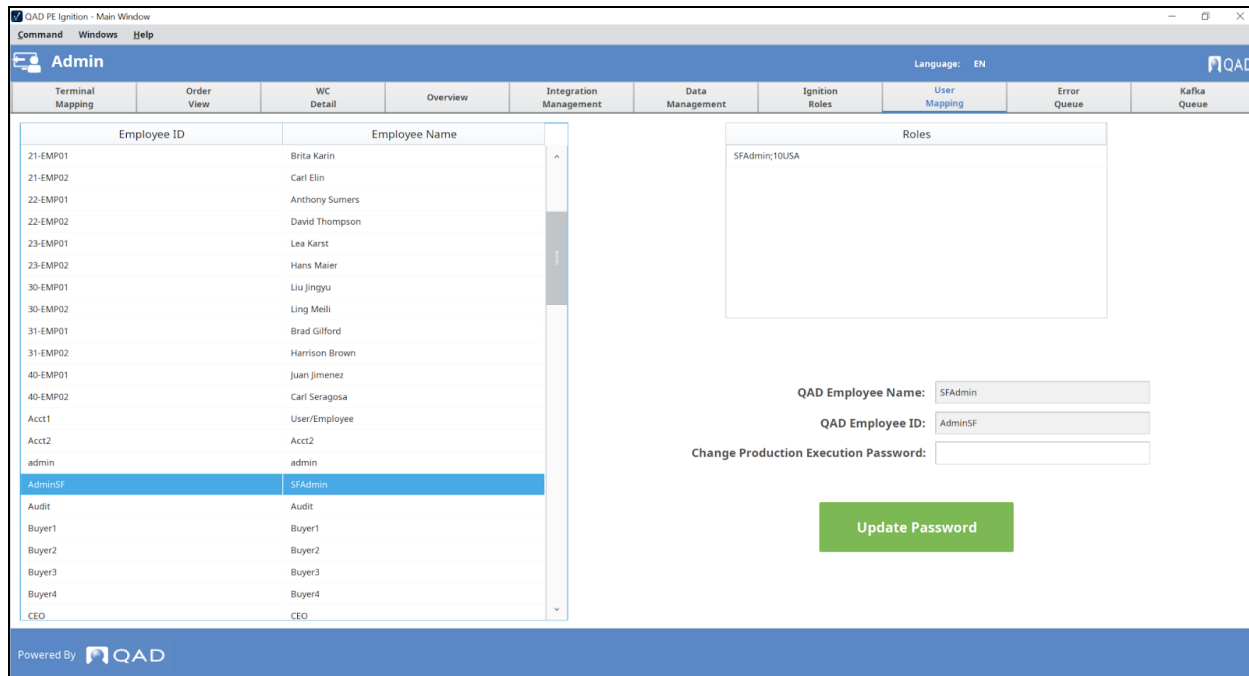 QAD PE Ignition - Main Window
Command Windows Help
Admin
Language: EN
QAD
Terminal Mapping
Order View
WC Detail
Overview
Integration Management
Data Management
Ignition Roles
User Mapping
Error Queue
Kafka Queue
Employee ID Employee Name
21-EMP01 Brita Karin
21-EMP02 Carl Elin
22-EMP01 Anthony Sumers
22-EMP02 David Thompson
23-EMP01 Lea Karst
23-EMP02 Hans Maier
30-EMP01 Liu Jingyu
30-EMP02 Ling Meili
31-EMP01 Brad Gilford
31-EMP02 Harrison Brown
40-EMP01 Juan Jimenez
40-EMP02 Carl Seragosa
Acct1 User/Employee
Acct2 Acct2
admin admin
AdminSF SFAdmin
Audit Audit
Buyer1 Buyer1
Buyer2 Buyer2
Buyer3 Buyer3
Buyer4 Buyer4
CEO CEO
Roles
SFAdmin;10USA
QAD Employee Name: SFAdmin
QAD Employee ID: AdminSF
Change Production Execution Password:
Update Password
Powered By QAD